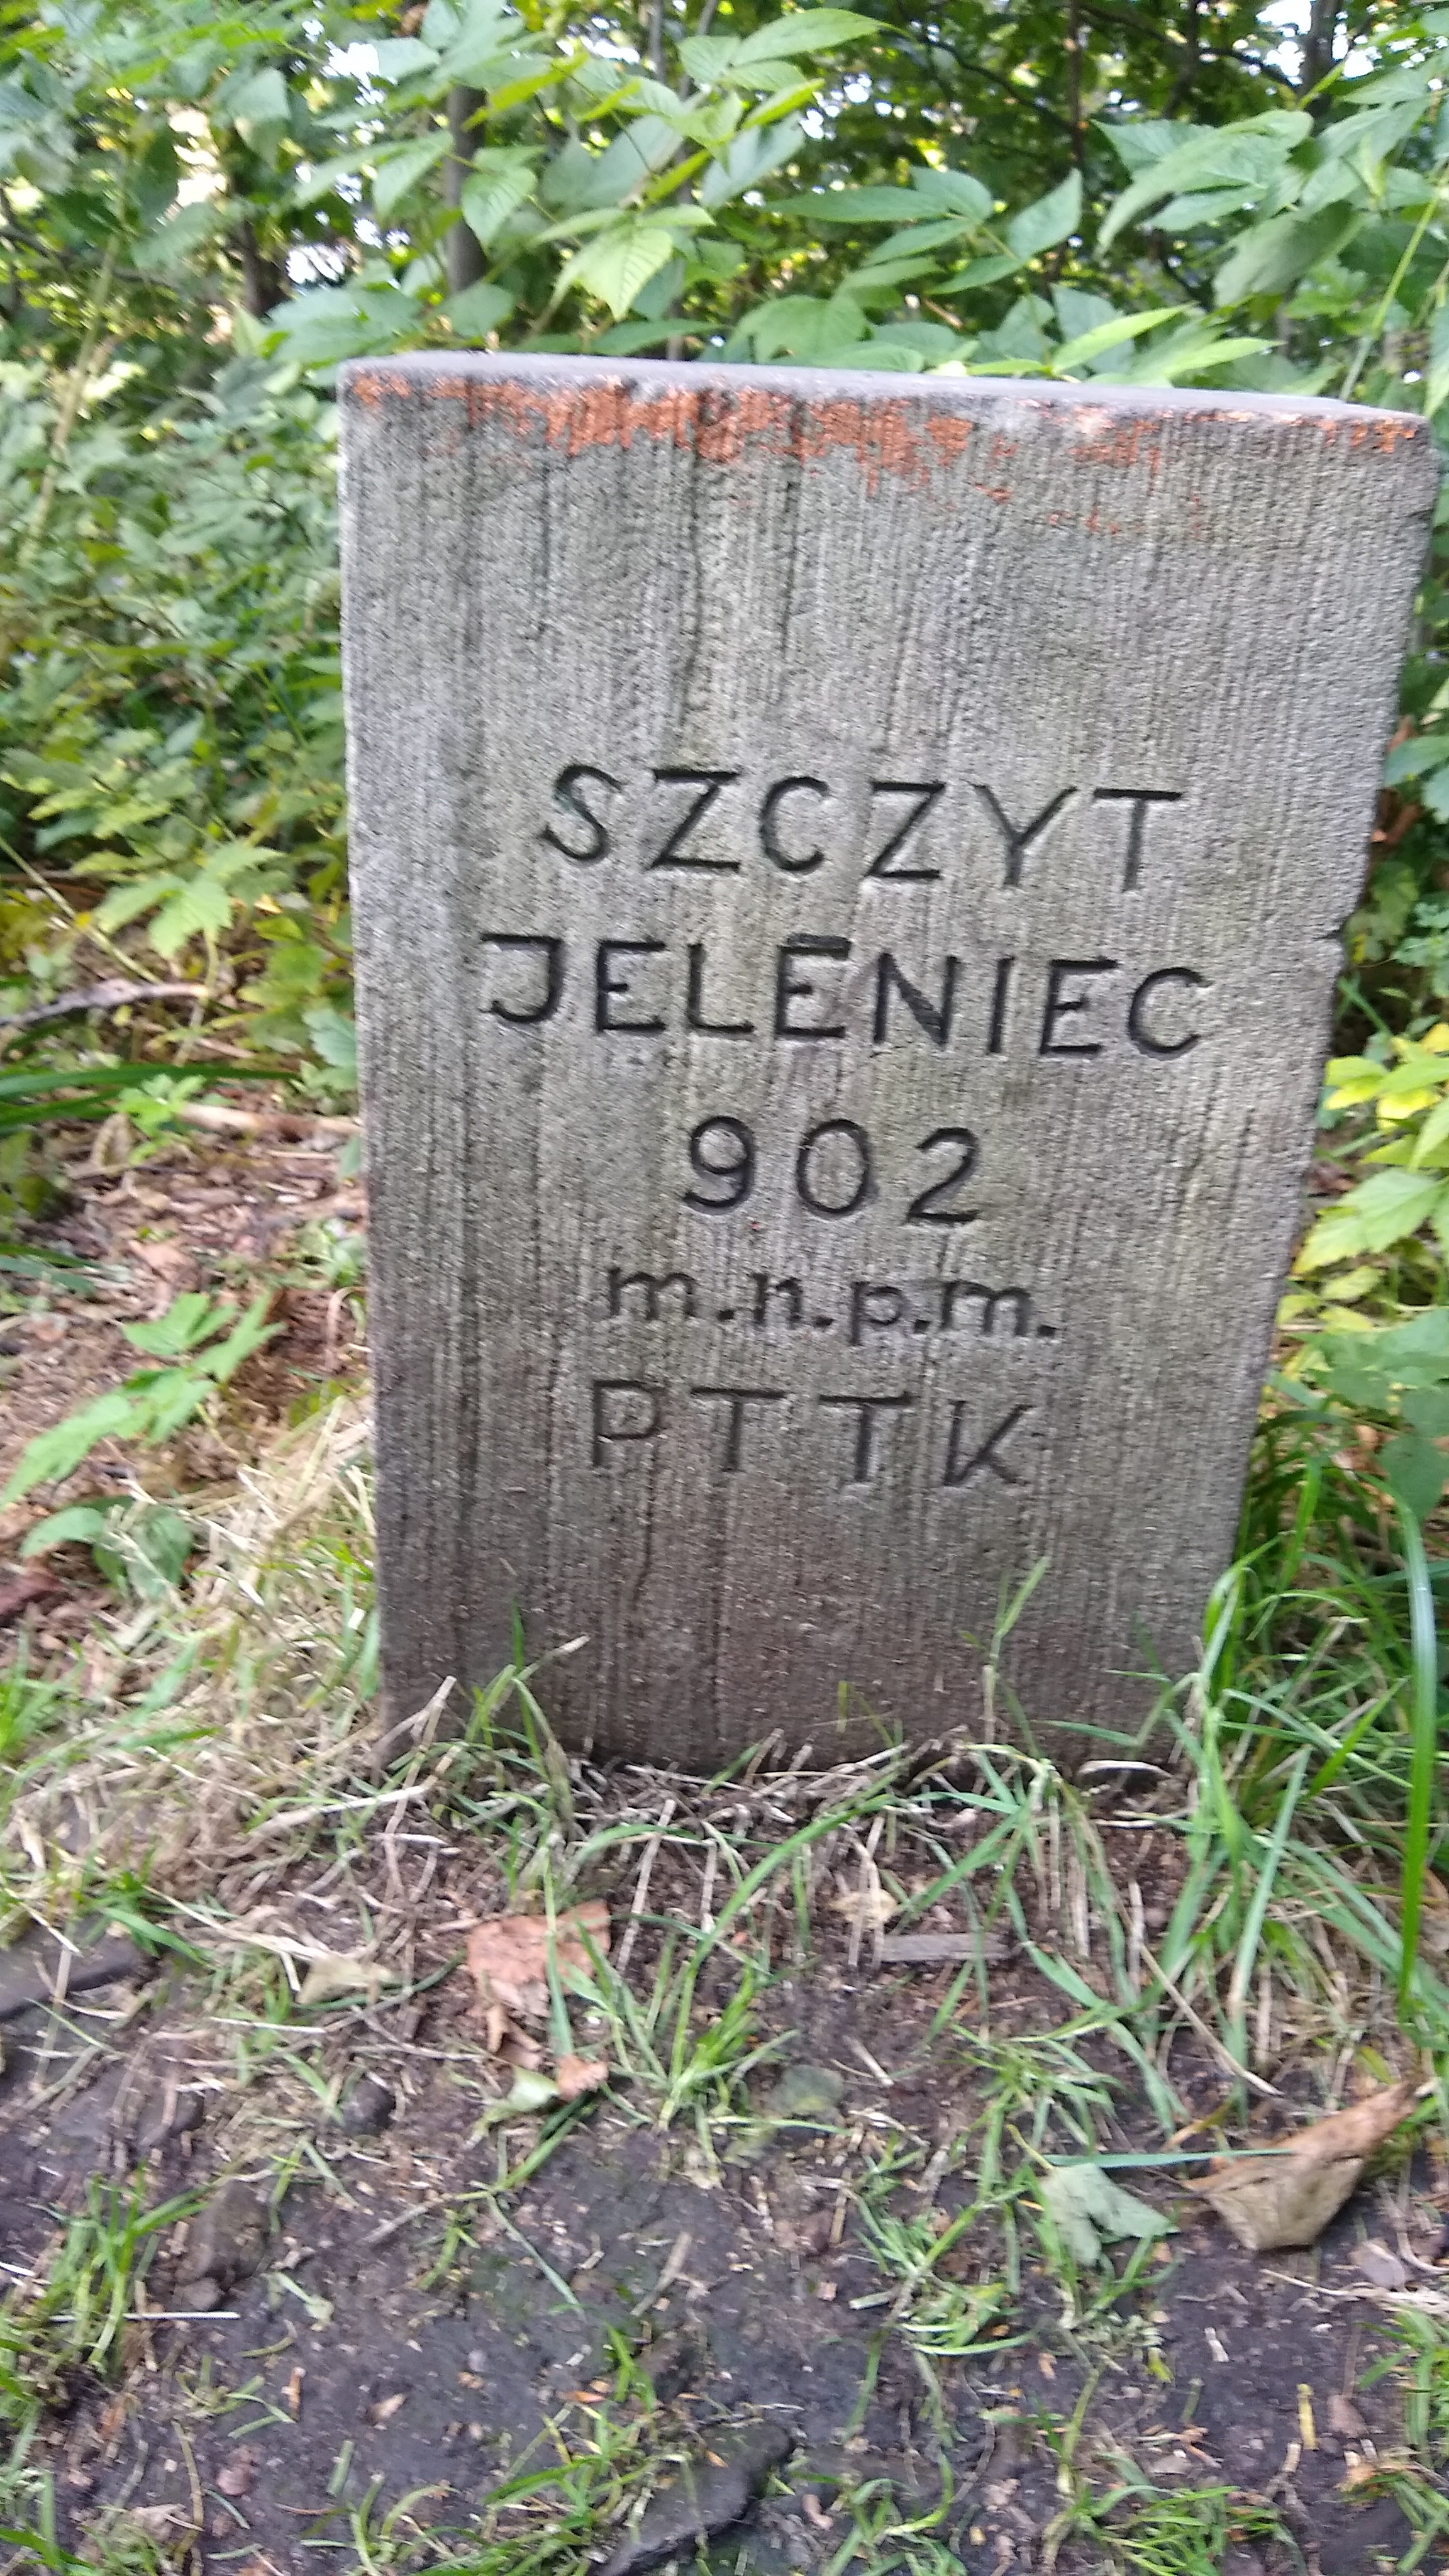 SZCZYT
JELENIEC
902
m.n.p.m.
PTTK